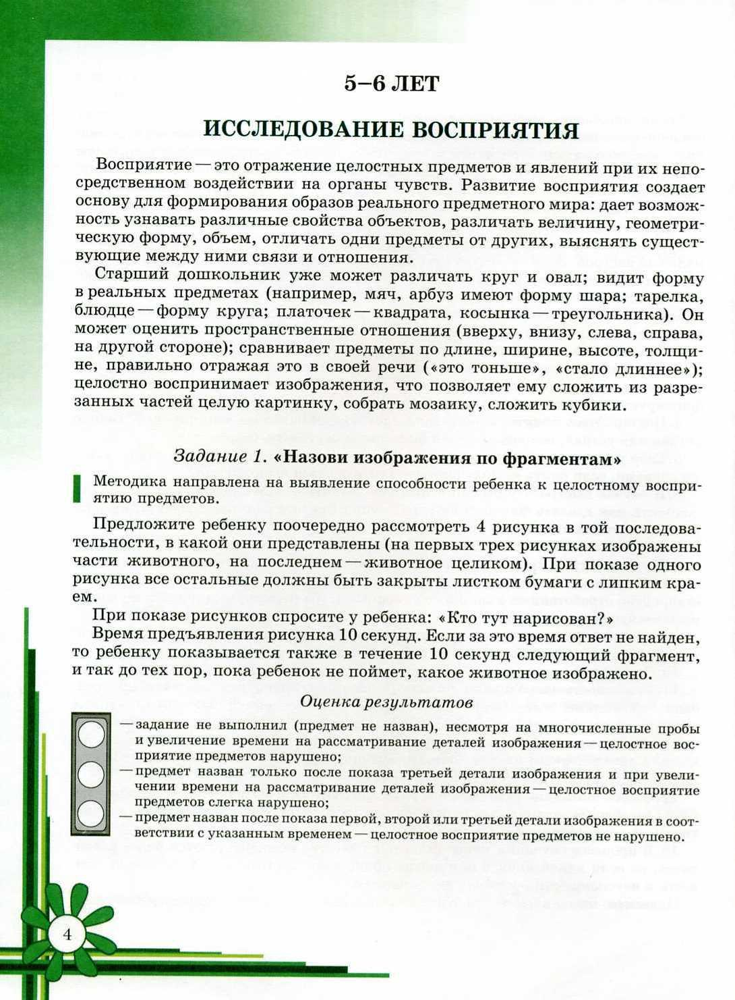 5–6 ЛЕТ
ИССЛЕДОВАНИЕ ВОСПРИЯТИЯ
Восприятие — это отражение целостных предметов и явлений при их непо-
средственном воздействии на органы чувств. Развитие восприятия создает
основу для формирования образов реального предметного мира: дает возмож-
ность узнавать различные свойства объектов, различать величину, геометри-
ческую форму, объем, отличать одни предметы от других, выяснять сущест-
вующие между ними связи и отношения.
Старший дошкольник уже может различать круг и овал; видит форму
в реальных предметах (например, мяч, арбуз имеют форму шара; тарелка,
блюдце — форму круга; платочек — квадрата, косынка — треугольника). Он
может оценить пространственные отношения (вверху, внизу, слева, справа,
на другой стороне); сравнивает предметы по длине, ширине, высоте, толщи-
не, правильно отражая это в своей речи («это тоньше», «стало длиннее»);
целостно воспринимает изображения, что позволяет ему сложить из разре-
занных частей целую картинку, собрать мозаику, сложить кубики.
Задание 1. «Назови изображения по фрагментам»
Методика направлена на выявление способности ребенка к целостному воспри-
ятию предметов.
Предложите ребенку поочередно рассмотреть 4 рисунка в той последова-
тельности, в какой они представлены (на первых трех рисунках изображены
части животного, на последнем — животное целиком). При показе одного
рисунка все остальные должны быть закрыты листком бумаги с липким кра-
ем.
При показе рисунков спросите у ребенка: «Кто тут нарисован?»
Время предъявления рисунка 10 секунд. Если за это время ответ не найден,
то ребенку показывается также в течение 10 секунд следующий фрагмент,
и так до тех пор, пока ребенок не поймет, какое животное изображено.
Оценка результатов
— задание не выполнил (предмет не назван), несмотря на многочисленные пробы
и увеличение времени на рассматривание деталей изображения — целостное вос-
приятие предметов нарушено;
— предмет назван только после показа третьей детали изображения и при увели-
чении времени на рассматривание деталей изображения — целостное восприятие
предметов слегка нарушено;
— предмет назван после показа первой, второй или третьей детали изображения в соот-
ветствии с указанным временем — целостное восприятие предметов не нарушено.
4